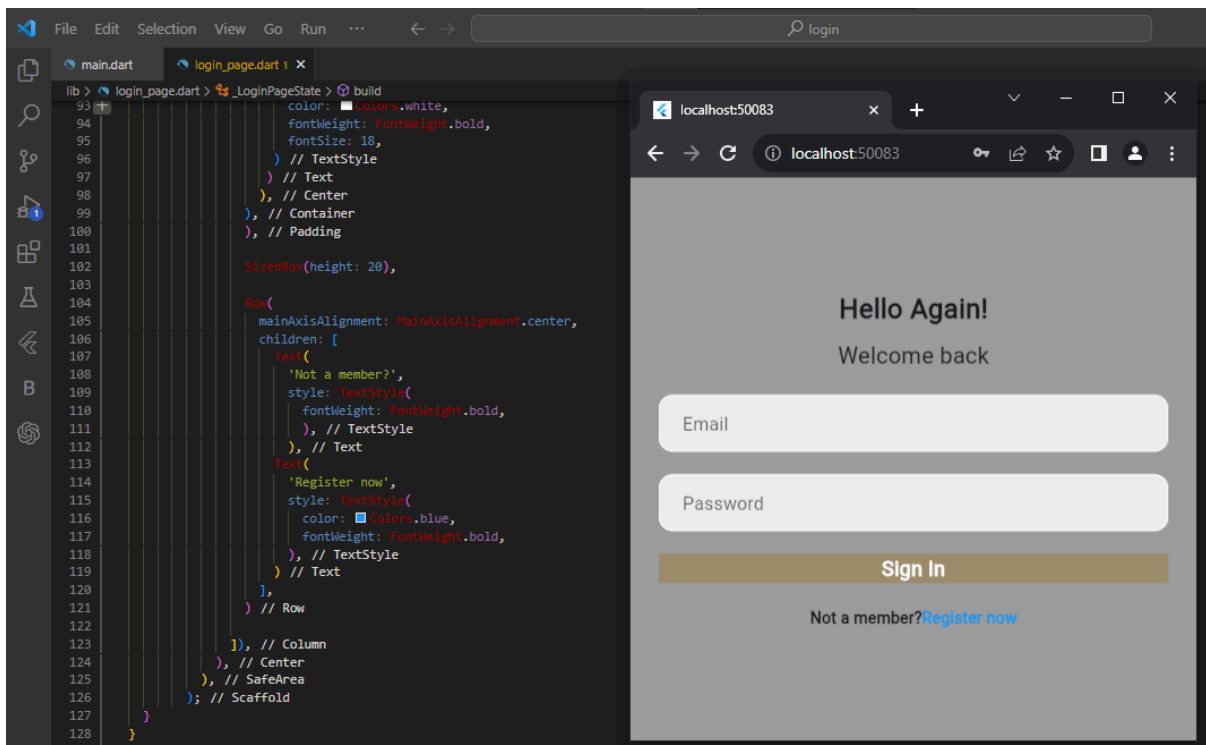 File Edit Selection View Go Run ... login
main.dart login_page.dart 1
lib > login_page.dart > _LoginPageState > build
93 color: Colors.white,
94 fontWeight: FontWeight.bold,
95 fontSize: 18,
96 ) // TextStyle
97 ) // Text
98 ), // Center
99 ), // Container
100 ), // Padding
101
102 SizedBox(height: 20),
103
104 Row(
105 mainAxisAlignment: MainAxisAlignment.center,
106 children: [
107 Text(
108 'Not a member?',
109 style: TextStyle(
110 fontWeight: FontWeight.bold,
111 ), // TextStyle
112 ), // Text
113 Text(
114 'Register now',
115 style: TextStyle(
116 color: Colors.blue,
117 fontWeight: FontWeight.bold,
118 ), // TextStyle
119 ) // Text
120 ],
121 ) // Row
122
123 ]), // Column
124 ), // Center
125 ), // SafeArea
126 ); // Scaffold
127 }
128 }
1
B
localhost:50083
localhost:50083
Hello Again!
Welcome back
Email
Password
Sign In
Not a member?Register now